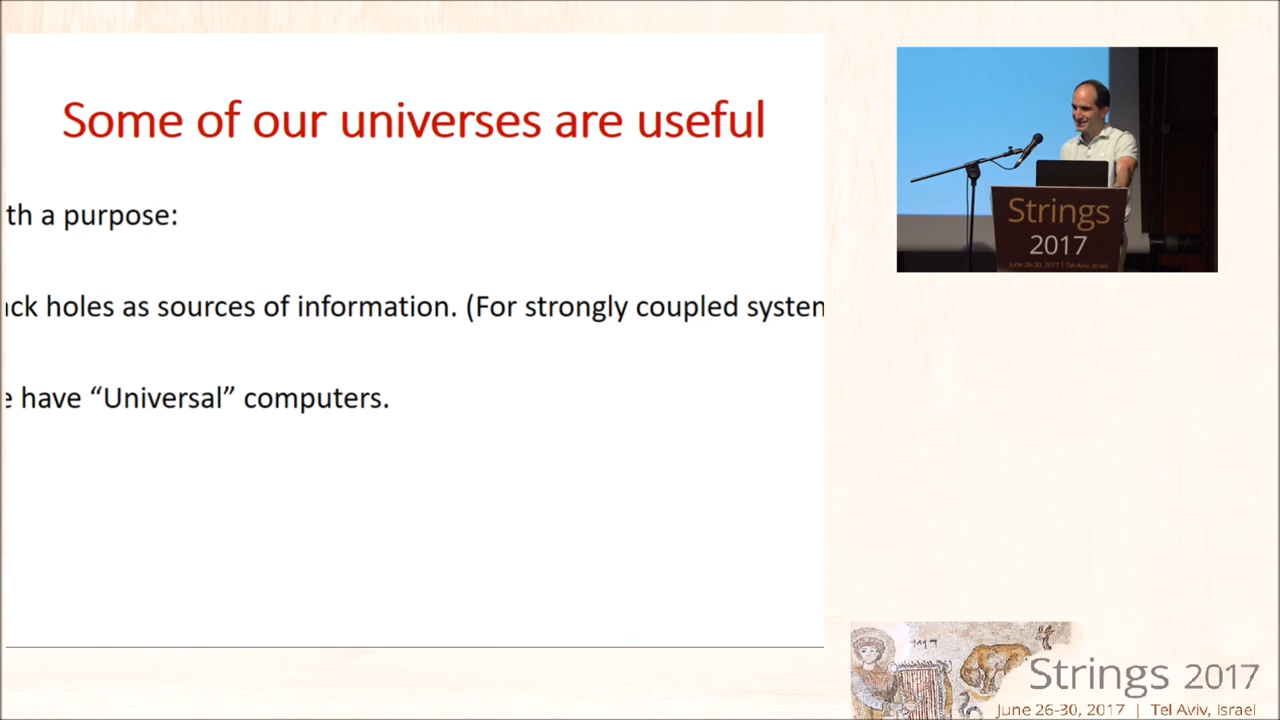 Some of our universes are useful
th a purpose:
ck holes as sources of information. (For strongly coupled system
e have “Universal” computers.
Strings
2017
June 26-30, 2017 | Tel-Aviv, Israel
Strings 2017
June 26-30, 2017 | Tel Aviv, Israel